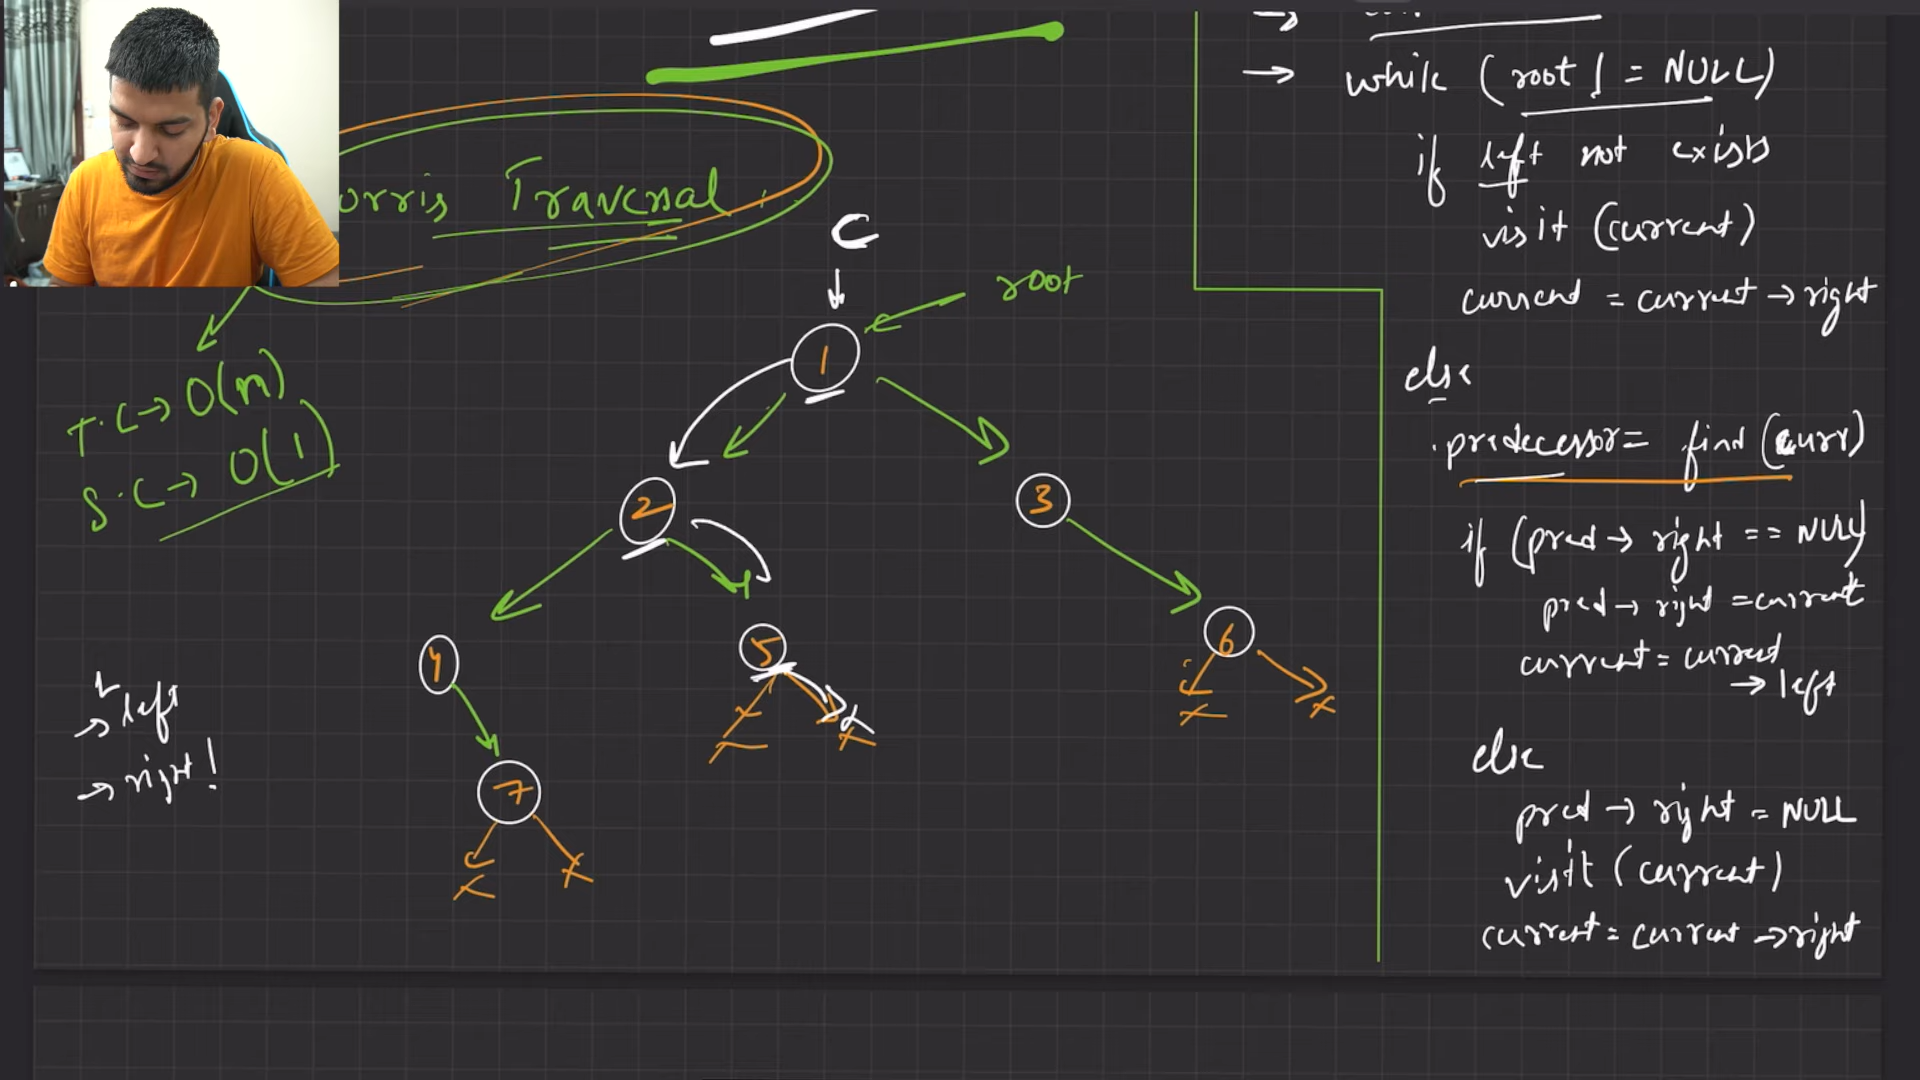 orris Traversal
T.C → O(n)
S.C → O(1)
→ left
→ right!
C
root
1
2
3
4
5
6
7
→ while (root != NULL)
if left not exists
visit (current)
current = current → right
else
predecessor = find (curr)
if (pred → right == NULL)
pred → right = current
current = current
→ left
else
pred → right = NULL
visit (current)
current = current → right